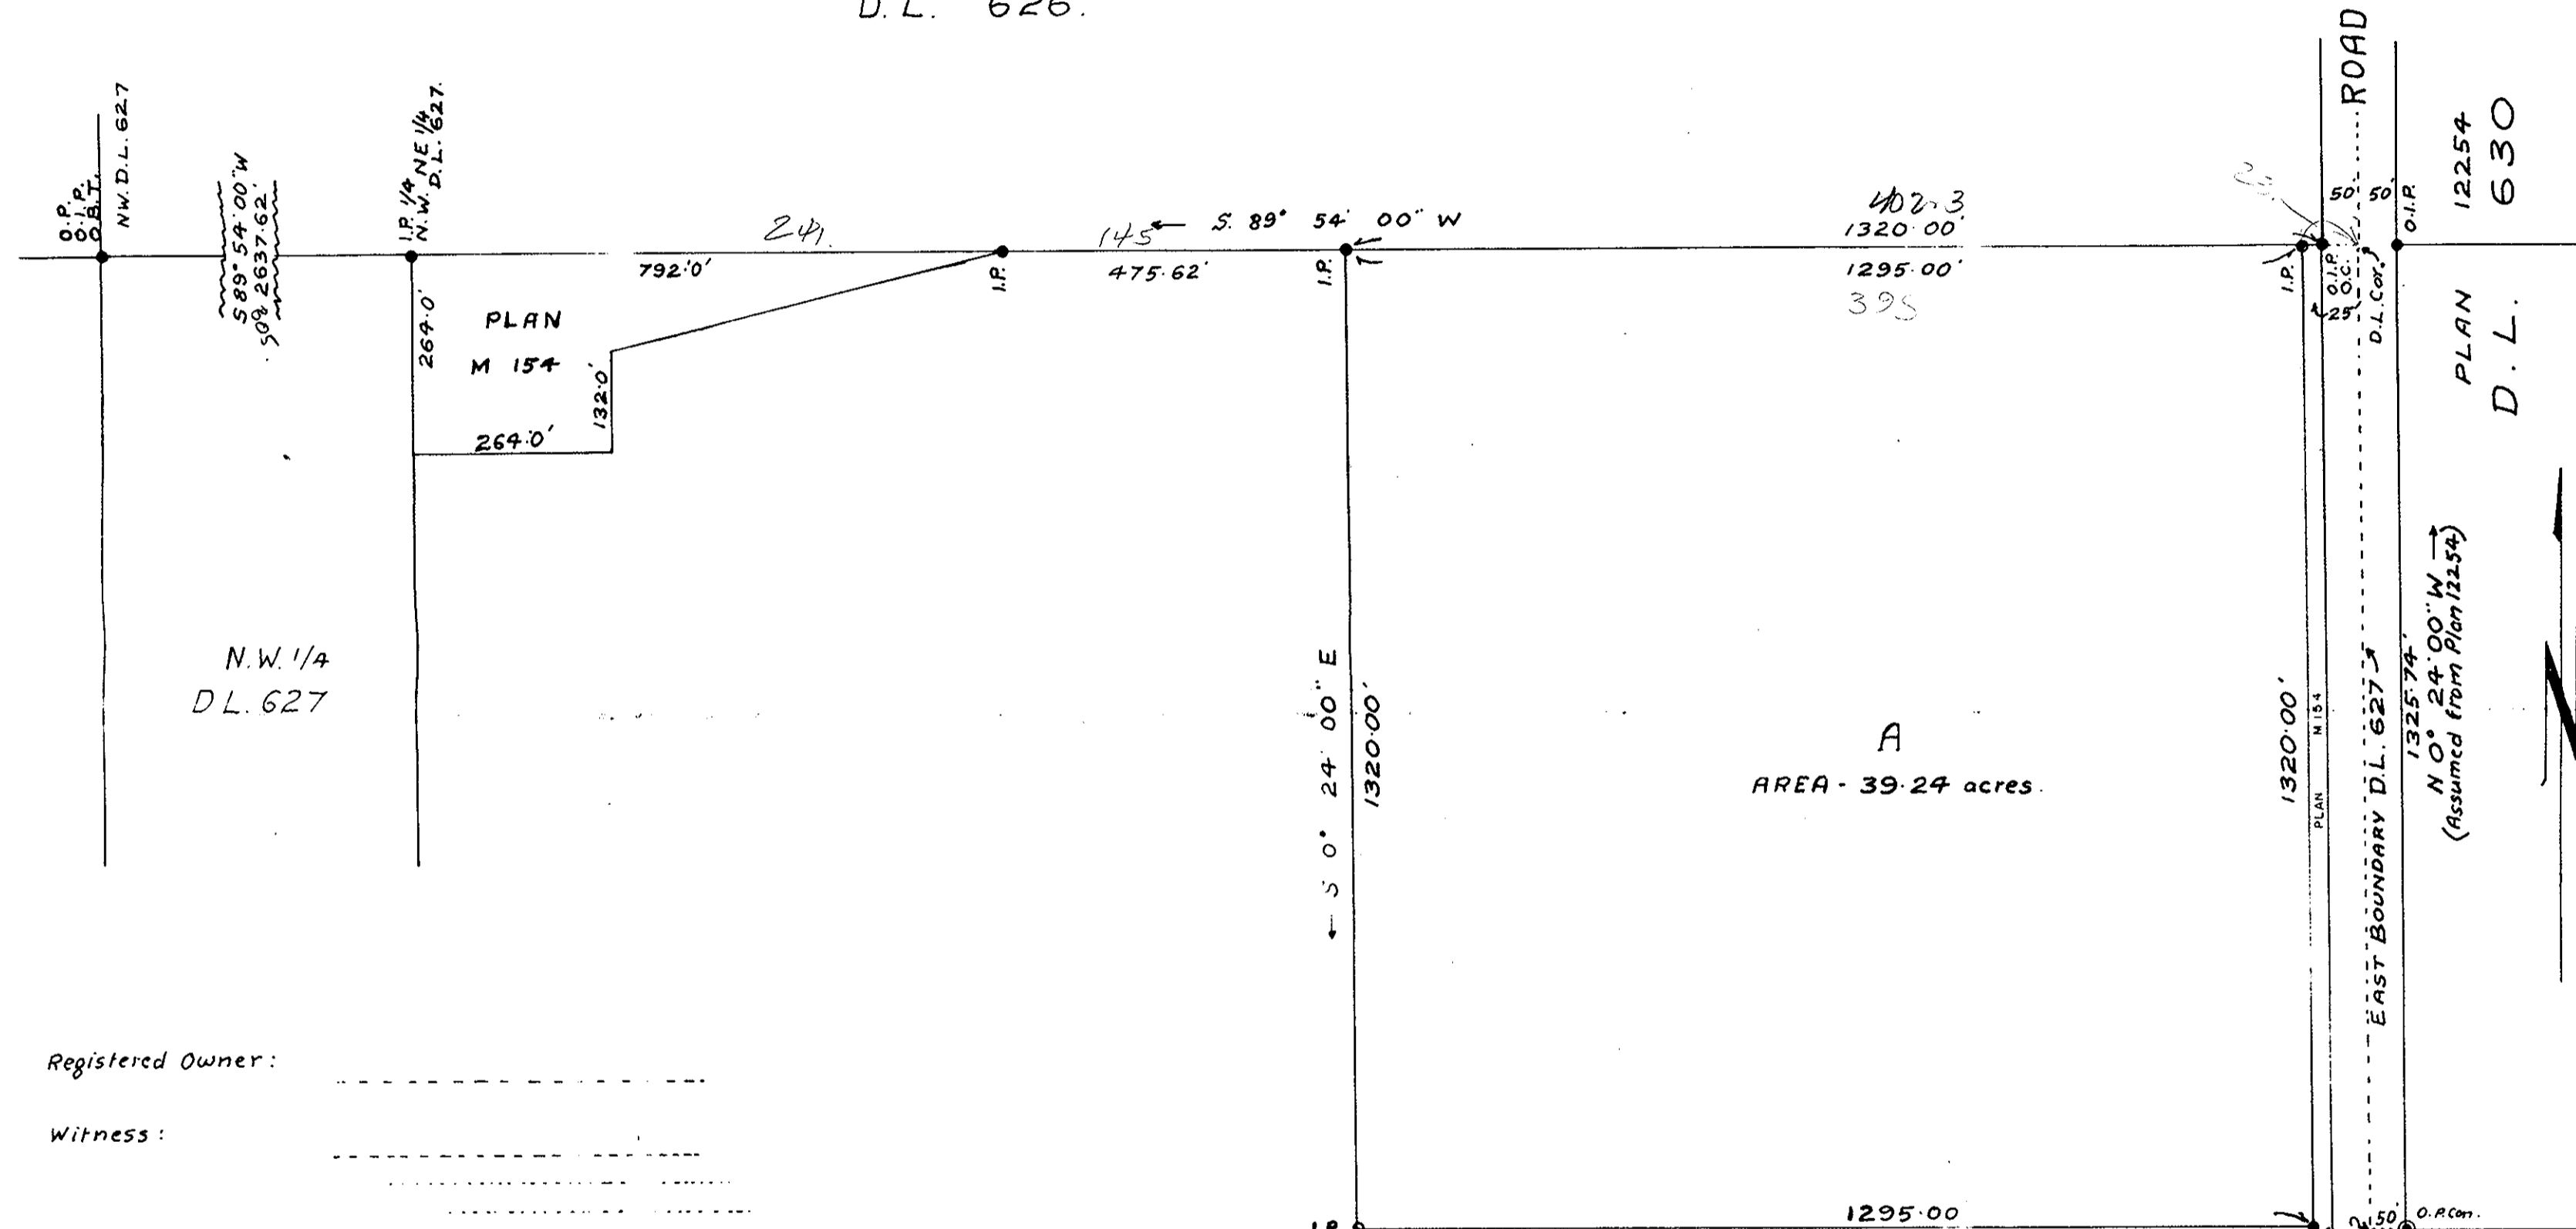 D.L. 626.
ROAD
PLAN 12254
D.L. 630
O.P.
O.I.P.
O.B.T.
NW. D.L. 627
S 89° 54' 00" W
2637.62'
I.P. 1/4
N.W. NE 1/4
D.L. 627.
241.
145
← S. 89° 54' 00" W
402.3
1320.00'
50' 50'
O.I.P.
792.0'
I.P.
475.62'
I.P.
1295.00'
395
I.P.
O.I.P.
O.C.
25'
D.L. Cor.
264.0'
PLAN
M 154
132.0'
264.0'
N.W. 1/4
D L. 627
← S 0° 24' 00" E
1320.00'
A
AREA - 39.24 acres.
1320.00'
PLAN M 154
EAST BOUNDARY D.L. 627
1325.74'
N 0° 24' 00" W →
(Assumed from Plan 12254)
Registered Owner:
Witness:
I.P.
1295.00
50'
O.P. Con.